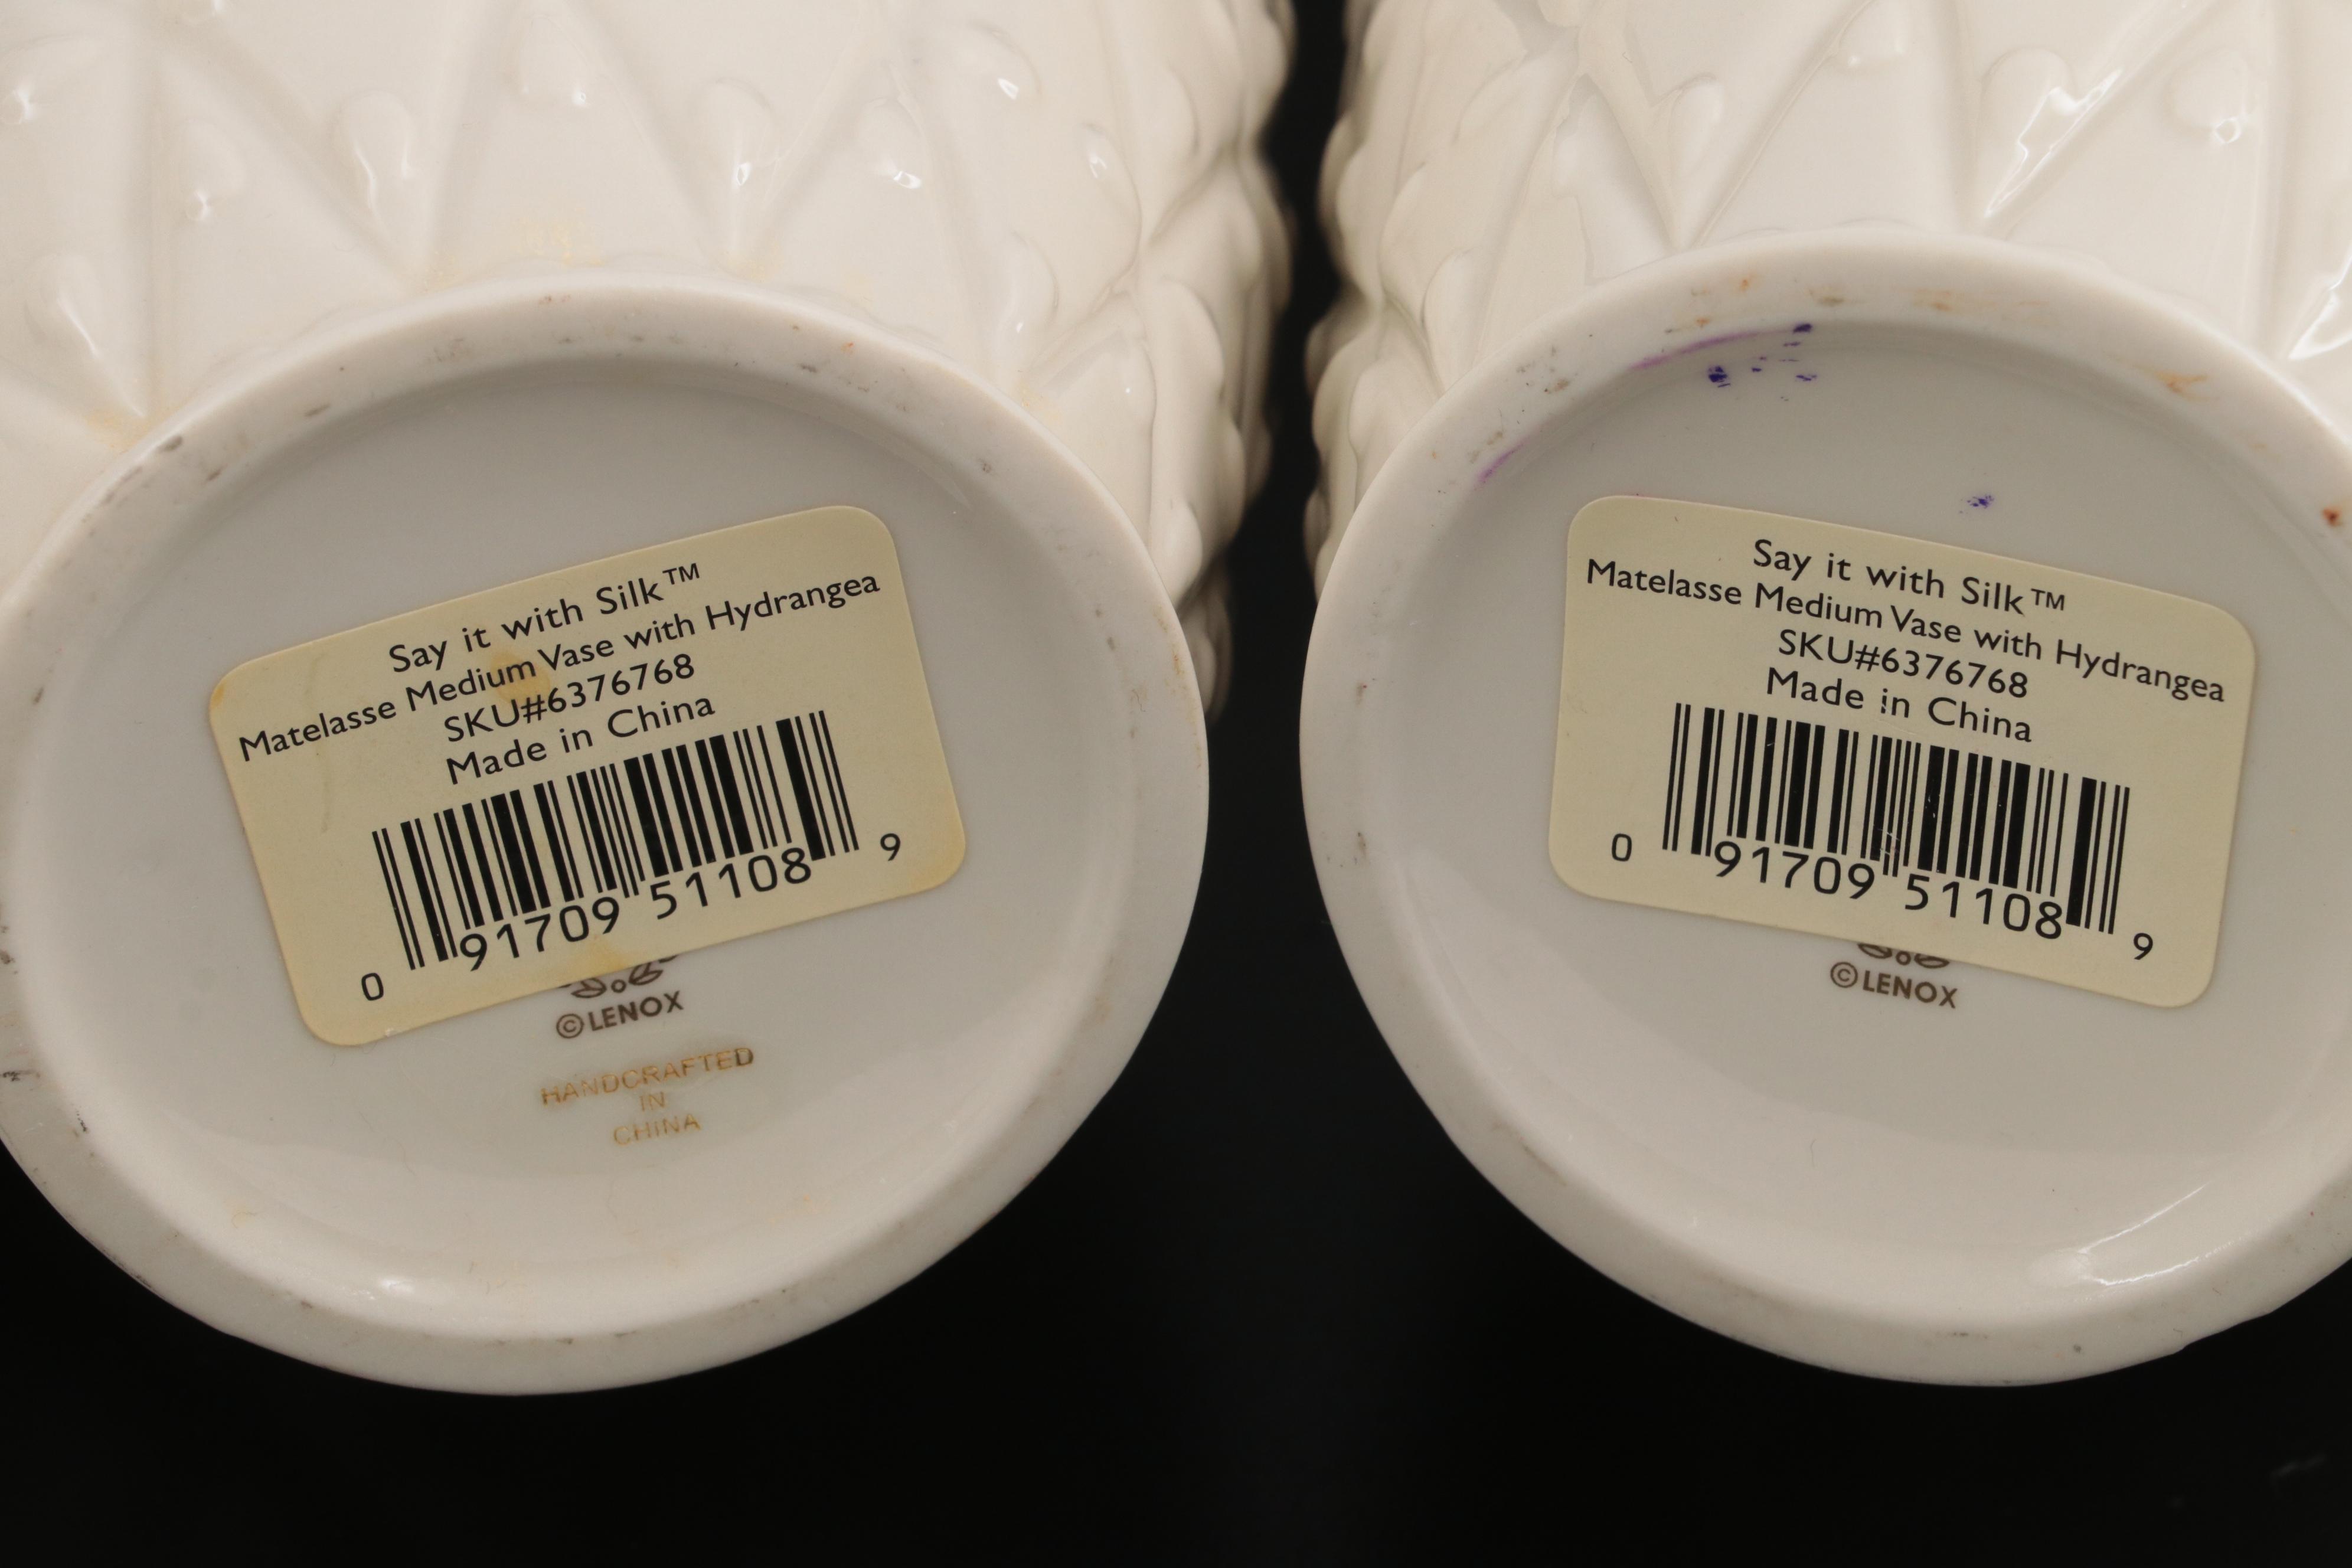 Say it with Silk™
Matelasse Medium Vase with Hydrangea
SKU#6376768
Made in China
0 91709 51108 9
©LENOX
HANDCRAFTED
IN
CHINA
Say it with Silk™
Matelasse Medium Vase with Hydrangea
SKU#6376768
Made in China
0 91709 51108 9
©LENOX